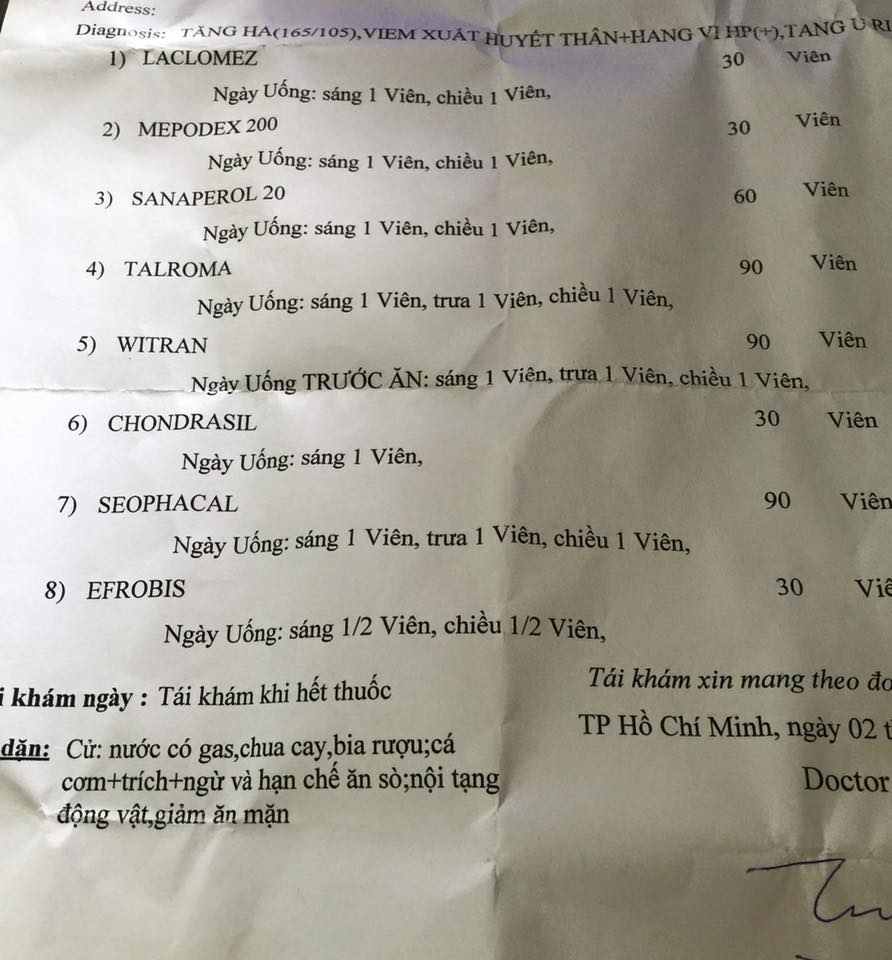 Address:
Diagnosis: TĂNG HA(165/105),VIEM XUẤT HUYẾT THÂN+HANG VỊ HP(+),TANG U RI
1) LACLOMEZ 30 Viên
Ngày Uống: sáng 1 Viên, chiều 1 Viên,
2) MEPODEX 200 30 Viên
Ngày Uống: sáng 1 Viên, chiều 1 Viên,
3) SANAPEROL 20 60 Viên
Ngày Uống: sáng 1 Viên, chiều 1 Viên,
4) TALROMA 90 Viên
Ngày Uống: sáng 1 Viên, trưa 1 Viên, chiều 1 Viên,
5) WITRAN 90 Viên
Ngày Uống TRƯỚC ĂN: sáng 1 Viên, trưa 1 Viên, chiều 1 Viên,
6) CHONDRASIL 30 Viên
Ngày Uống: sáng 1 Viên,
7) SEOPHACAL 90 Viên
Ngày Uống: sáng 1 Viên, trưa 1 Viên, chiều 1 Viên,
8) EFROBIS 30 Viê
Ngày Uống: sáng 1/2 Viên, chiều 1/2 Viên,
i khám ngày : Tái khám khi hết thuốc
Tái khám xin mang theo đo
TP Hồ Chí Minh, ngày 02 t
dặn: Cử: nước có gas,chua cay,bia rượu;cá
cơm+trích+ngừ và hạn chế ăn sò;nội tạng
động vật,giảm ăn mặn
Doctor